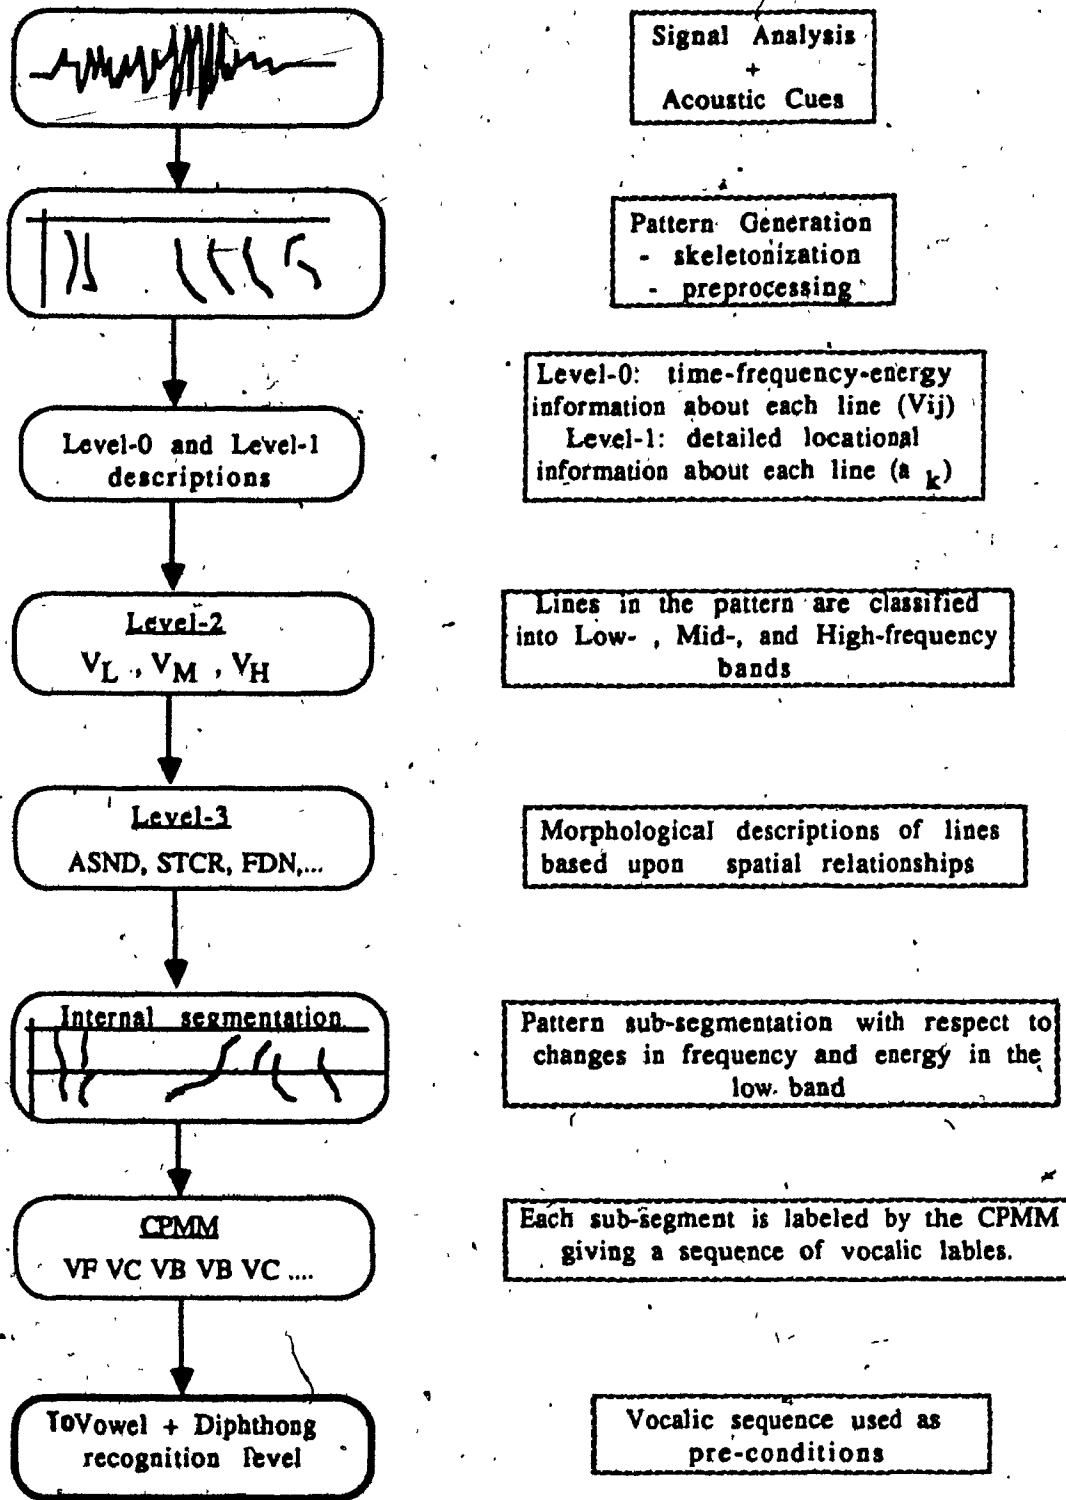 Signal Analysis
+
Acoustic Cues
Pattern Generation
- skeletonization
- preprocessing
Level-0 and Level-1
descriptions
Level-0: time-frequency-energy
information about each line (Vij)
Level-1: detailed locational
information about each line (a k)
Level-2
VL , VM , VH
Lines in the pattern are classified
into Low- , Mid-, and High-frequency
bands
Level-3
ASND, STCR, FDN,...
Morphological descriptions of lines
based upon spatial relationships
Internal segmentation
Pattern sub-segmentation with respect to
changes in frequency and energy in the
low band
CPMM
VF VC VB VB VC ....
Each sub-segment is labeled by the CPMM
giving a sequence of vocalic lables.
ToVowel + Diphthong
recognition level
Vocalic sequence used as
pre-conditions